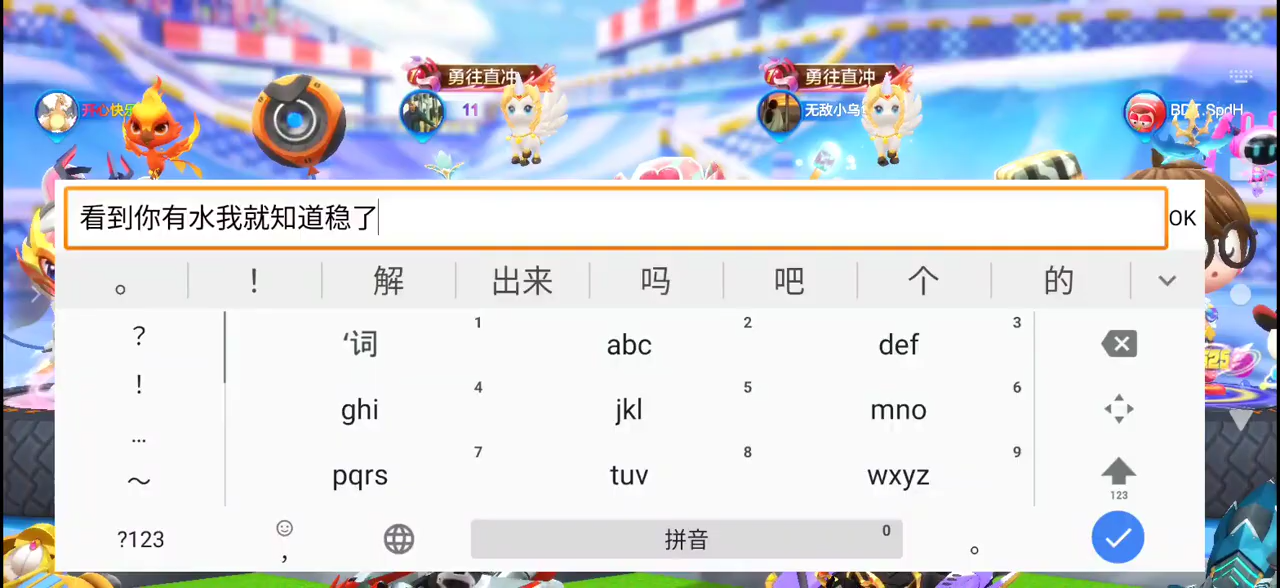 勇往直冲
勇往直冲
开心快乐
11
无敌小乌
BDT.SpdH
看到你有水我就知道稳了
OK
。
！
解
出来
吗
吧
个
的
?
!
…
～
‘词
1
abc
2
def
3
ghi
4
jkl
5
mno
6
pqrs
7
tuv
8
wxyz
9
123
?123
,
拼音
0
。
525